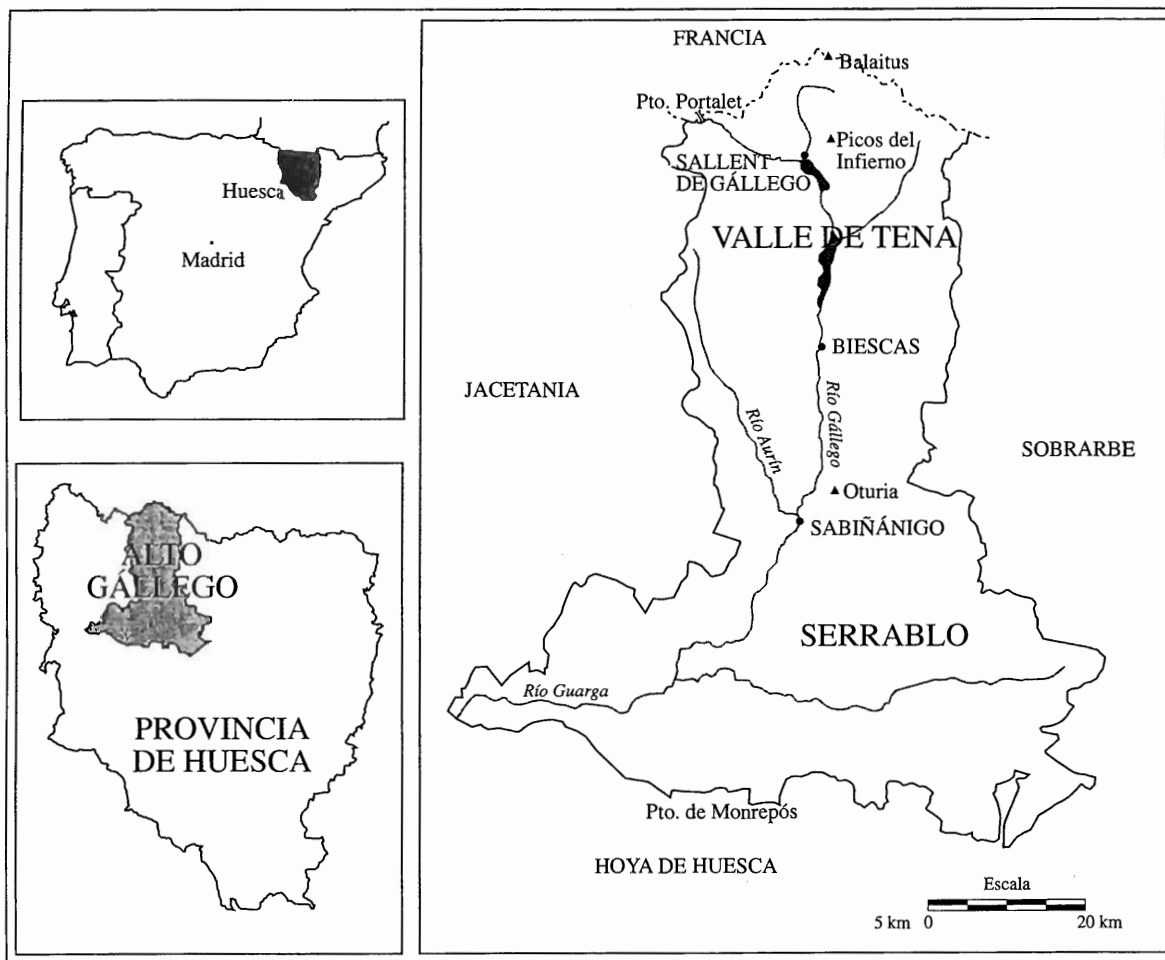 Huesca
Madrid
ALTO
GÁLLEGO
PROVINCIA
DE HUESCA
FRANCIA
Balaitus
Pto. Portalet
Picos del
Infierno
SALLENT
DE GÁLLEGO
VALLE DE TENA
BIESCAS
JACETANIA
Río Aurín
Río Gállego
SOBRARBE
Oturia
SABIÑÁNIGO
SERRABLO
Río Guarga
Pto. de Monrepós
HOYA DE HUESCA
Escala
5 km 0 20 km